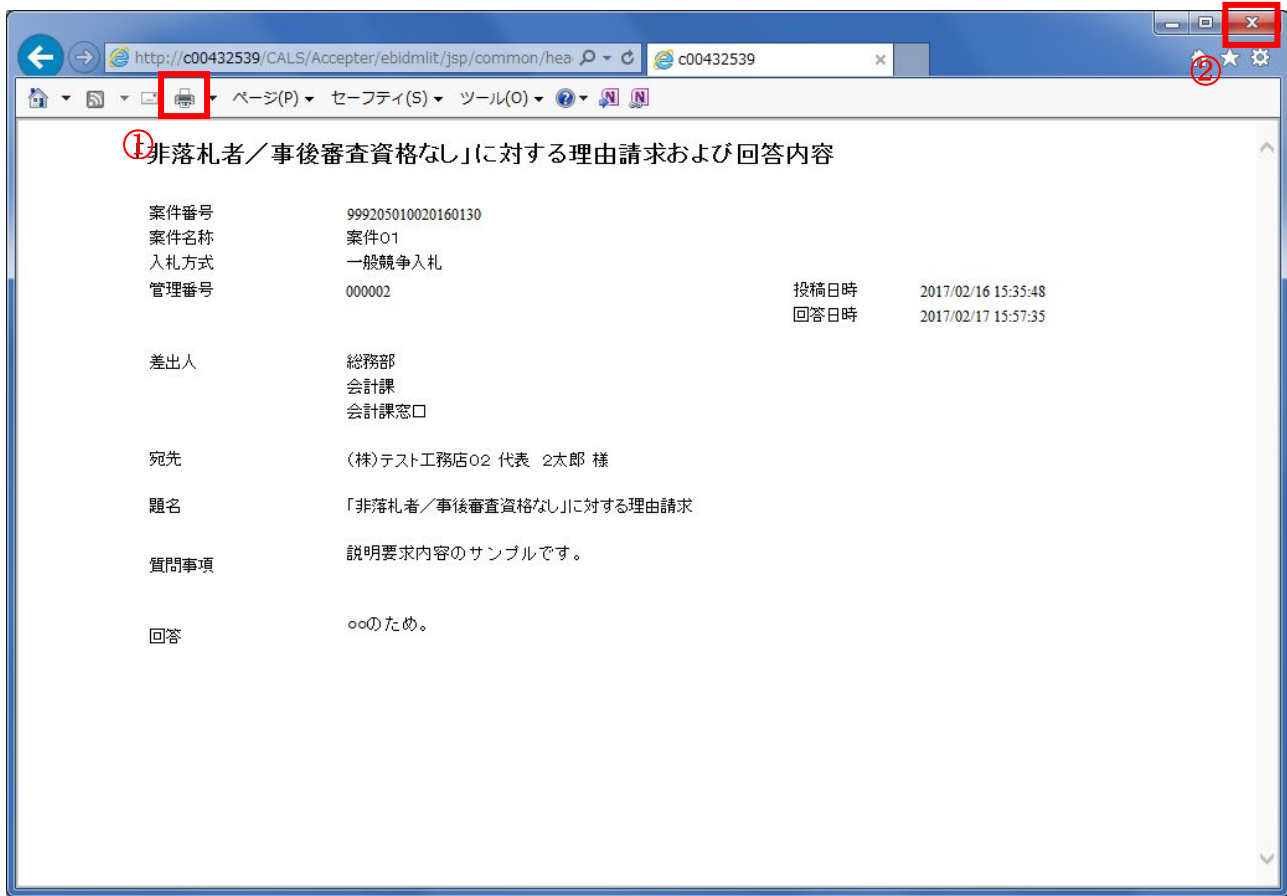 http://c00432539/CALS/Accepter/ebidmlit/jsp/common/hea
c00432539
②
ページ(P) セーフティ(S) ツール(O)
①
「非落札者／事後審査資格なし」に対する理由請求および回答内容
案件番号 999205010020160130
案件名称 案件01
入札方式 一般競争入札
管理番号 000002 投稿日時 2017/02/16 15:35:48
回答日時 2017/02/17 15:57:35
差出人 総務部
会計課
会計課窓口
宛先 (株)テスト工務店02 代表 2太郎 様
題名 「非落札者／事後審査資格なし」に対する理由請求
質問事項 説明要求内容のサンプルです。
回答 ○○のため。